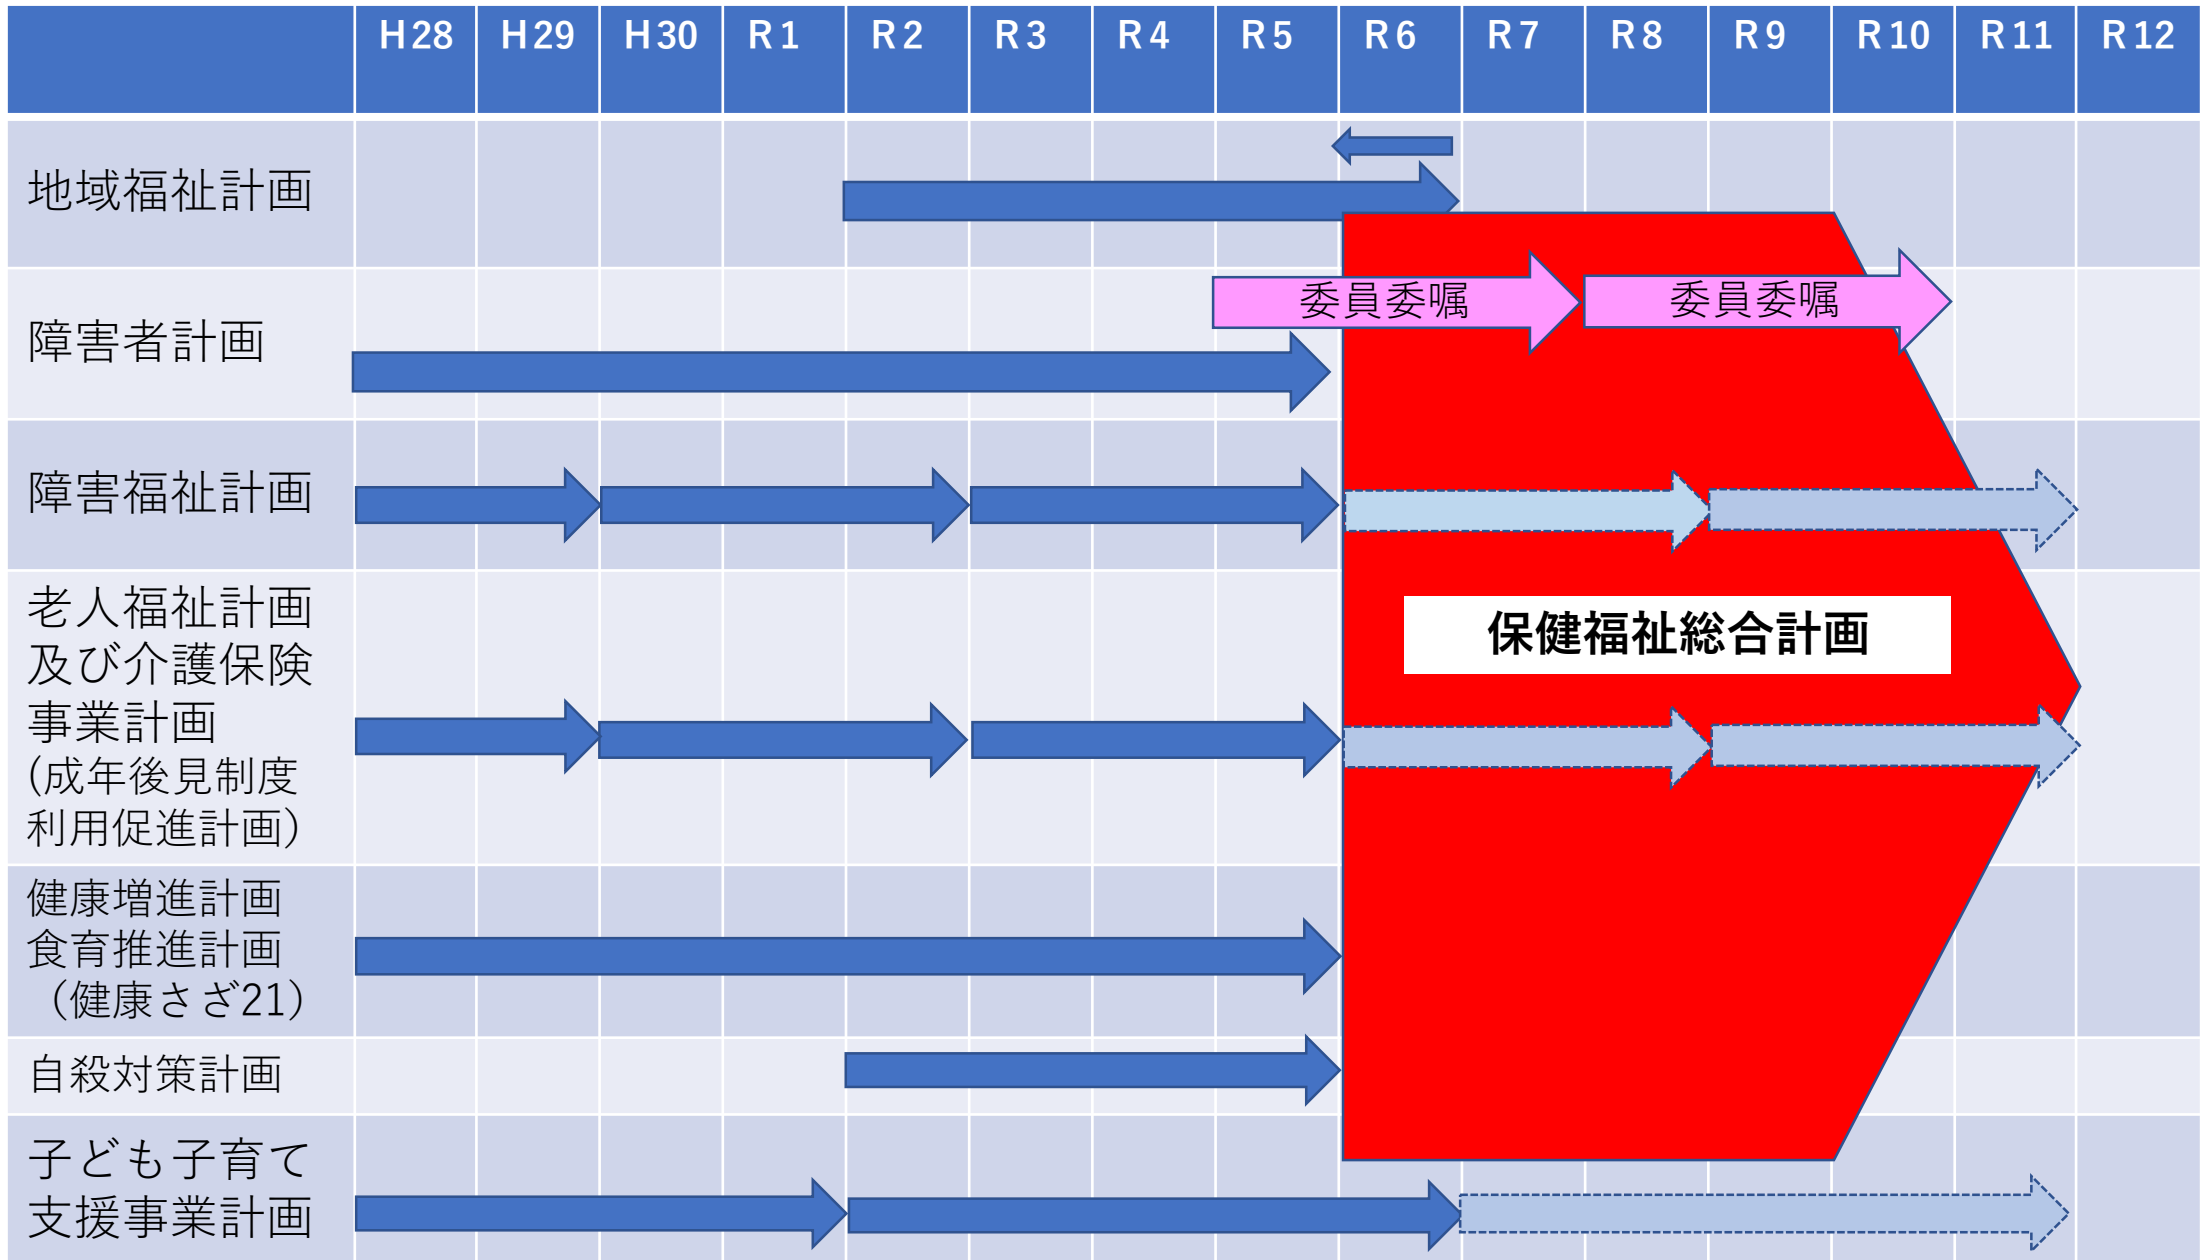 H28 H29 H30 R1 R2 R3 R4 R5 R6 R7 R8 R9 R10 R11 R12
地域福祉計画
委員委嘱 委員委嘱
障害者計画
障害福祉計画
老人福祉計画
及び介護保険
事業計画
(成年後見制度
利用促進計画)
保健福祉総合計画
健康増進計画
食育推進計画
（健康さざ21）
自殺対策計画
子ども子育て
支援事業計画